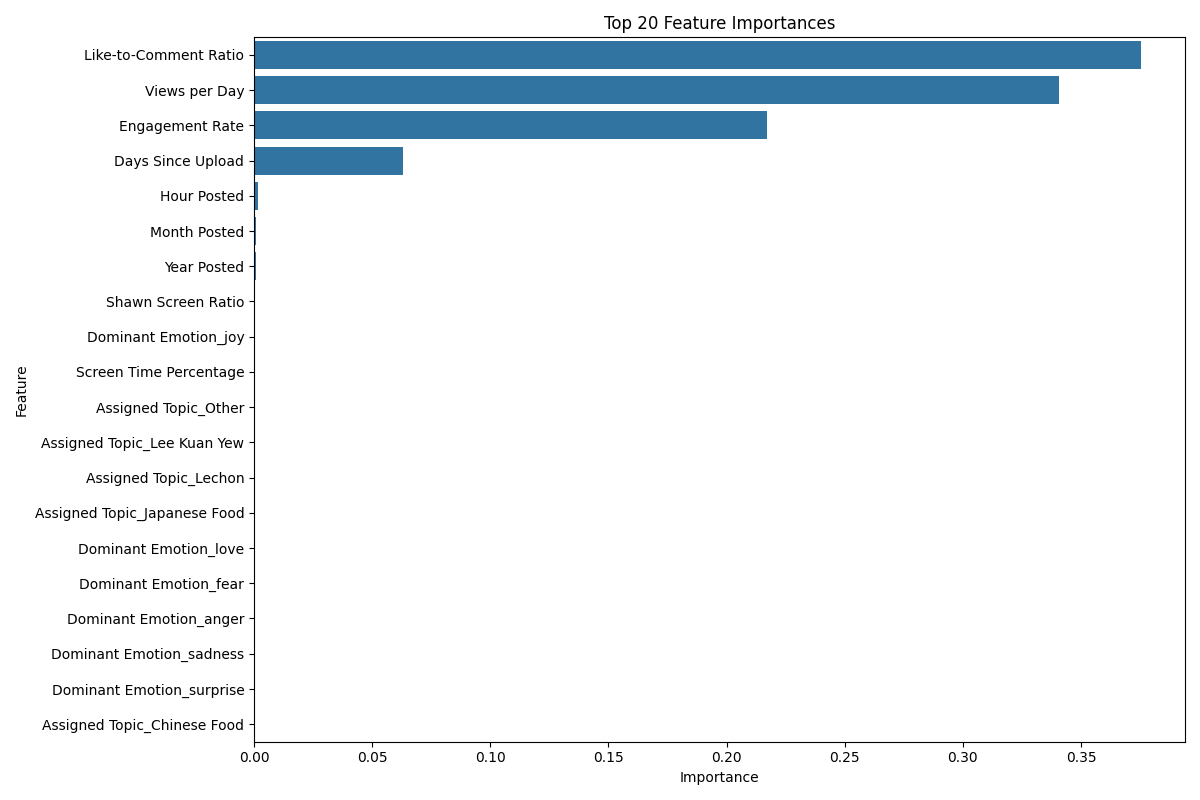 Top 20 Feature Importances
Like-to-Comment Ratio
Views per Day
Engagement Rate
Days Since Upload
Hour Posted
Month Posted
Year Posted
Shawn Screen Ratio
Dominant Emotion_joy
Screen Time Percentage
Assigned Topic_Other
Assigned Topic_Lee Kuan Yew
Assigned Topic_Lechon
Assigned Topic_Japanese Food
Dominant Emotion_love
Dominant Emotion_fear
Dominant Emotion_anger
Dominant Emotion_sadness
Dominant Emotion_surprise
Assigned Topic_Chinese Food
Feature
0.00 0.05 0.10 0.15 0.20 0.25 0.30 0.35
Importance